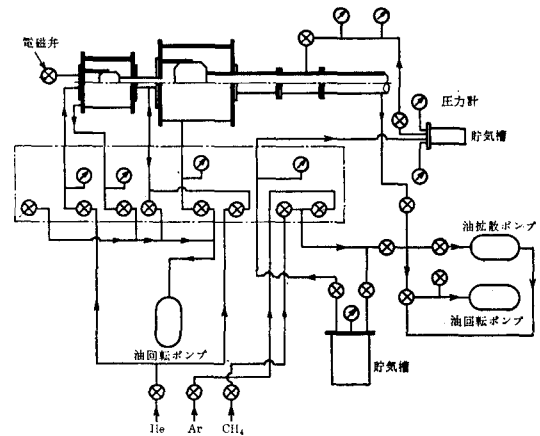 電磁弁
圧力計
貯気槽
油拡散ポンプ
油回転ポンプ
油回転ポンプ
貯気槽
He Ar CH₄